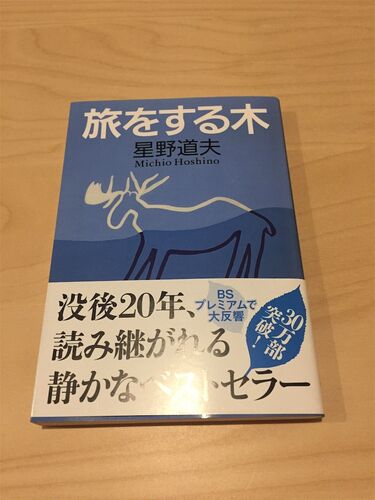 旅をする木
星野道夫
Michio Hoshino
没後20年、
読み継がれる
静かなベストセラー
BS
プレミアムで
大反響
30万部
突破!